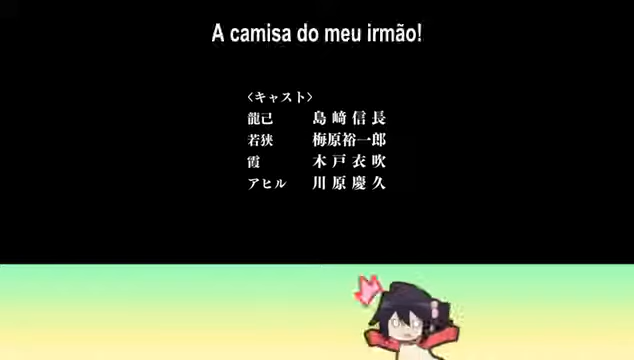 A camisa do meu irmão!
〈キャスト〉
龍己 島﨑信長
若狭 梅原裕一郎
霞 木戸衣吹
アヒル 川原慶久